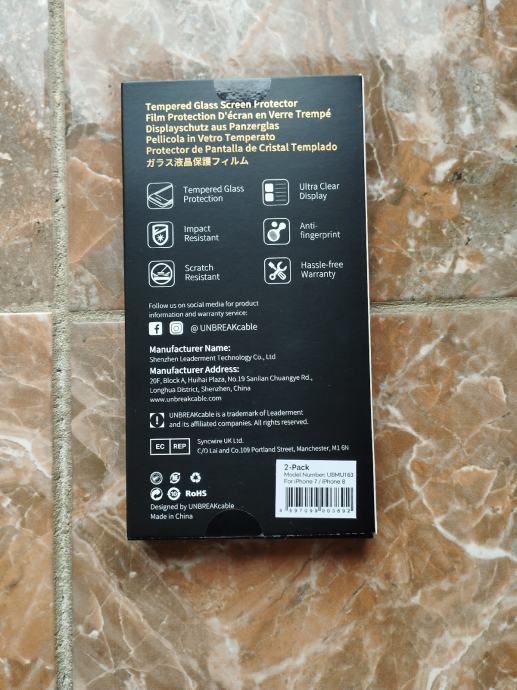 Tempered Glass Screen Protector
Film Protection D'écran en Verre Trempé
Displayschutz aus Panzerglas
Pellicola in Vetro Temperato
Protector de Pantalla de Cristal Templado
ガラス液晶保護フィルム
Tempered Glass
Protection
Ultra Clear
Display
Impact
Resistant
Anti-
fingerprint
Scratch
Resistant
Hassle-free
Warranty
Follow us on social media for product
information and warranty service:
@ UNBREAKcable
Manufacturer Name:
Shenzhen Leaderment Technology Co., Ltd
Manufacturer Address:
20F, Block A, Huihai Plaza, No.19 Sanlian Chuangye Rd.,
Longhua District, Shenzhen, China
www.unbreakcable.com
UNBREAKcable is a trademark of Leaderment
and its affiliated companies. All rights reserved.
EC REP
Syncwire UK Ltd.
C/O Lai and Co.109 Portland Street, Manchester, M1 6N
10 RoHS
Designed by UNBREAKcable
Made in China
2-Pack
Model Number: UBMU163
For iPhone 7 / iPhone 8